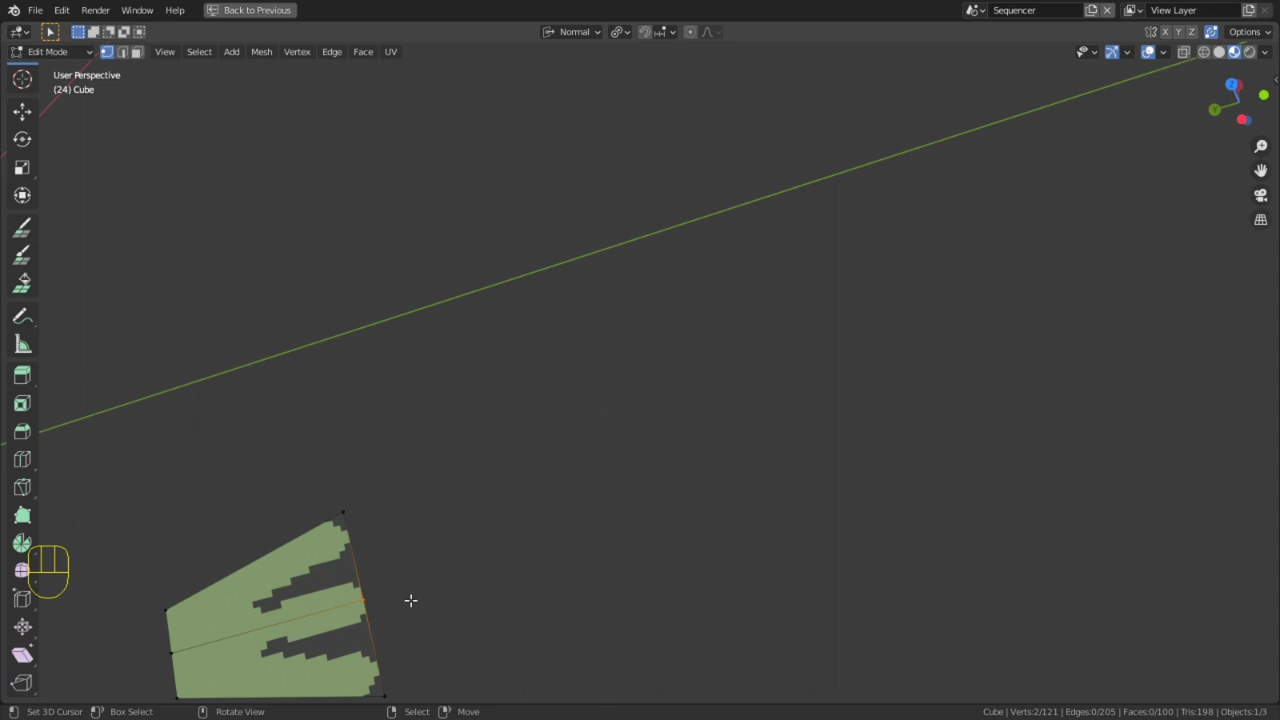 File Edit Render Window Help Back to Previous Sequencer View Layer
Normal X Y Z Options
Edit Mode View Select Add Mesh Vertex Edge Face UV
User Perspective
(24) Cube
Z
Y
Set 3D Cursor Box Select Rotate View Select Move Cube | Verts:2/121 | Edges:0/205 | Faces:0/100 | Tris:198 | Objects:1/3